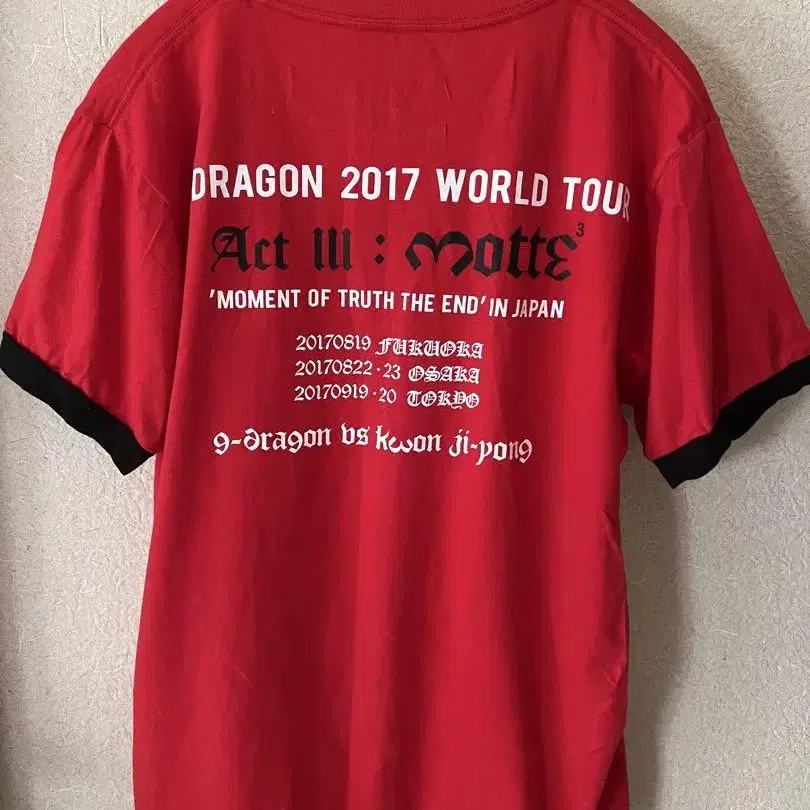 DRAGON 2017 WORLD TOUR
Act III : Motte³
'MOMENT OF TRUTH THE END' IN JAPAN
20170819 FUKUOKA
20170822・23 OSAKA
20170919・20 TOKYO
g-dragon vs kwon ji-yong